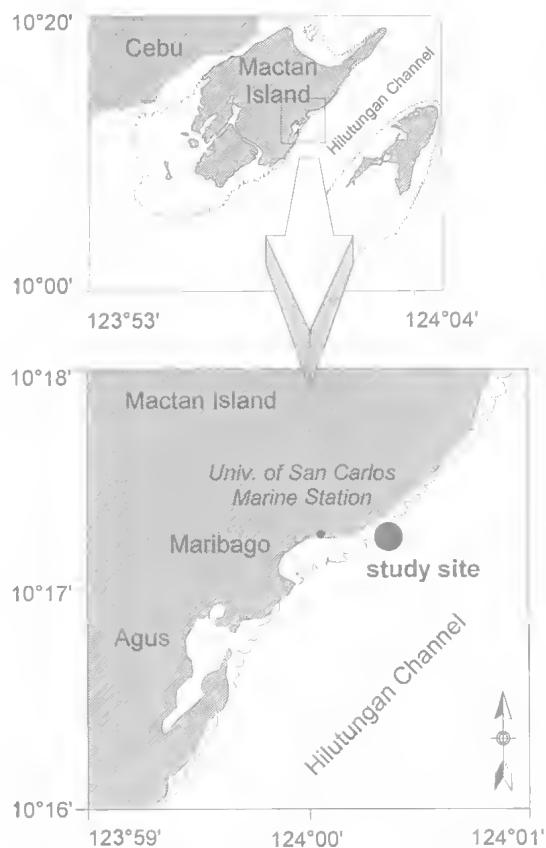 10°20'
Cebu
Mactan
Island
Hilutungan Channel
10°00'
123°53'
124°04'
10°18'
Mactan Island
Univ. of San Carlos
Marine Station
Maribago
study site
10°17'
Agus
Hilutungan Channel
10°16'
123°59'
124°00'
124°01'